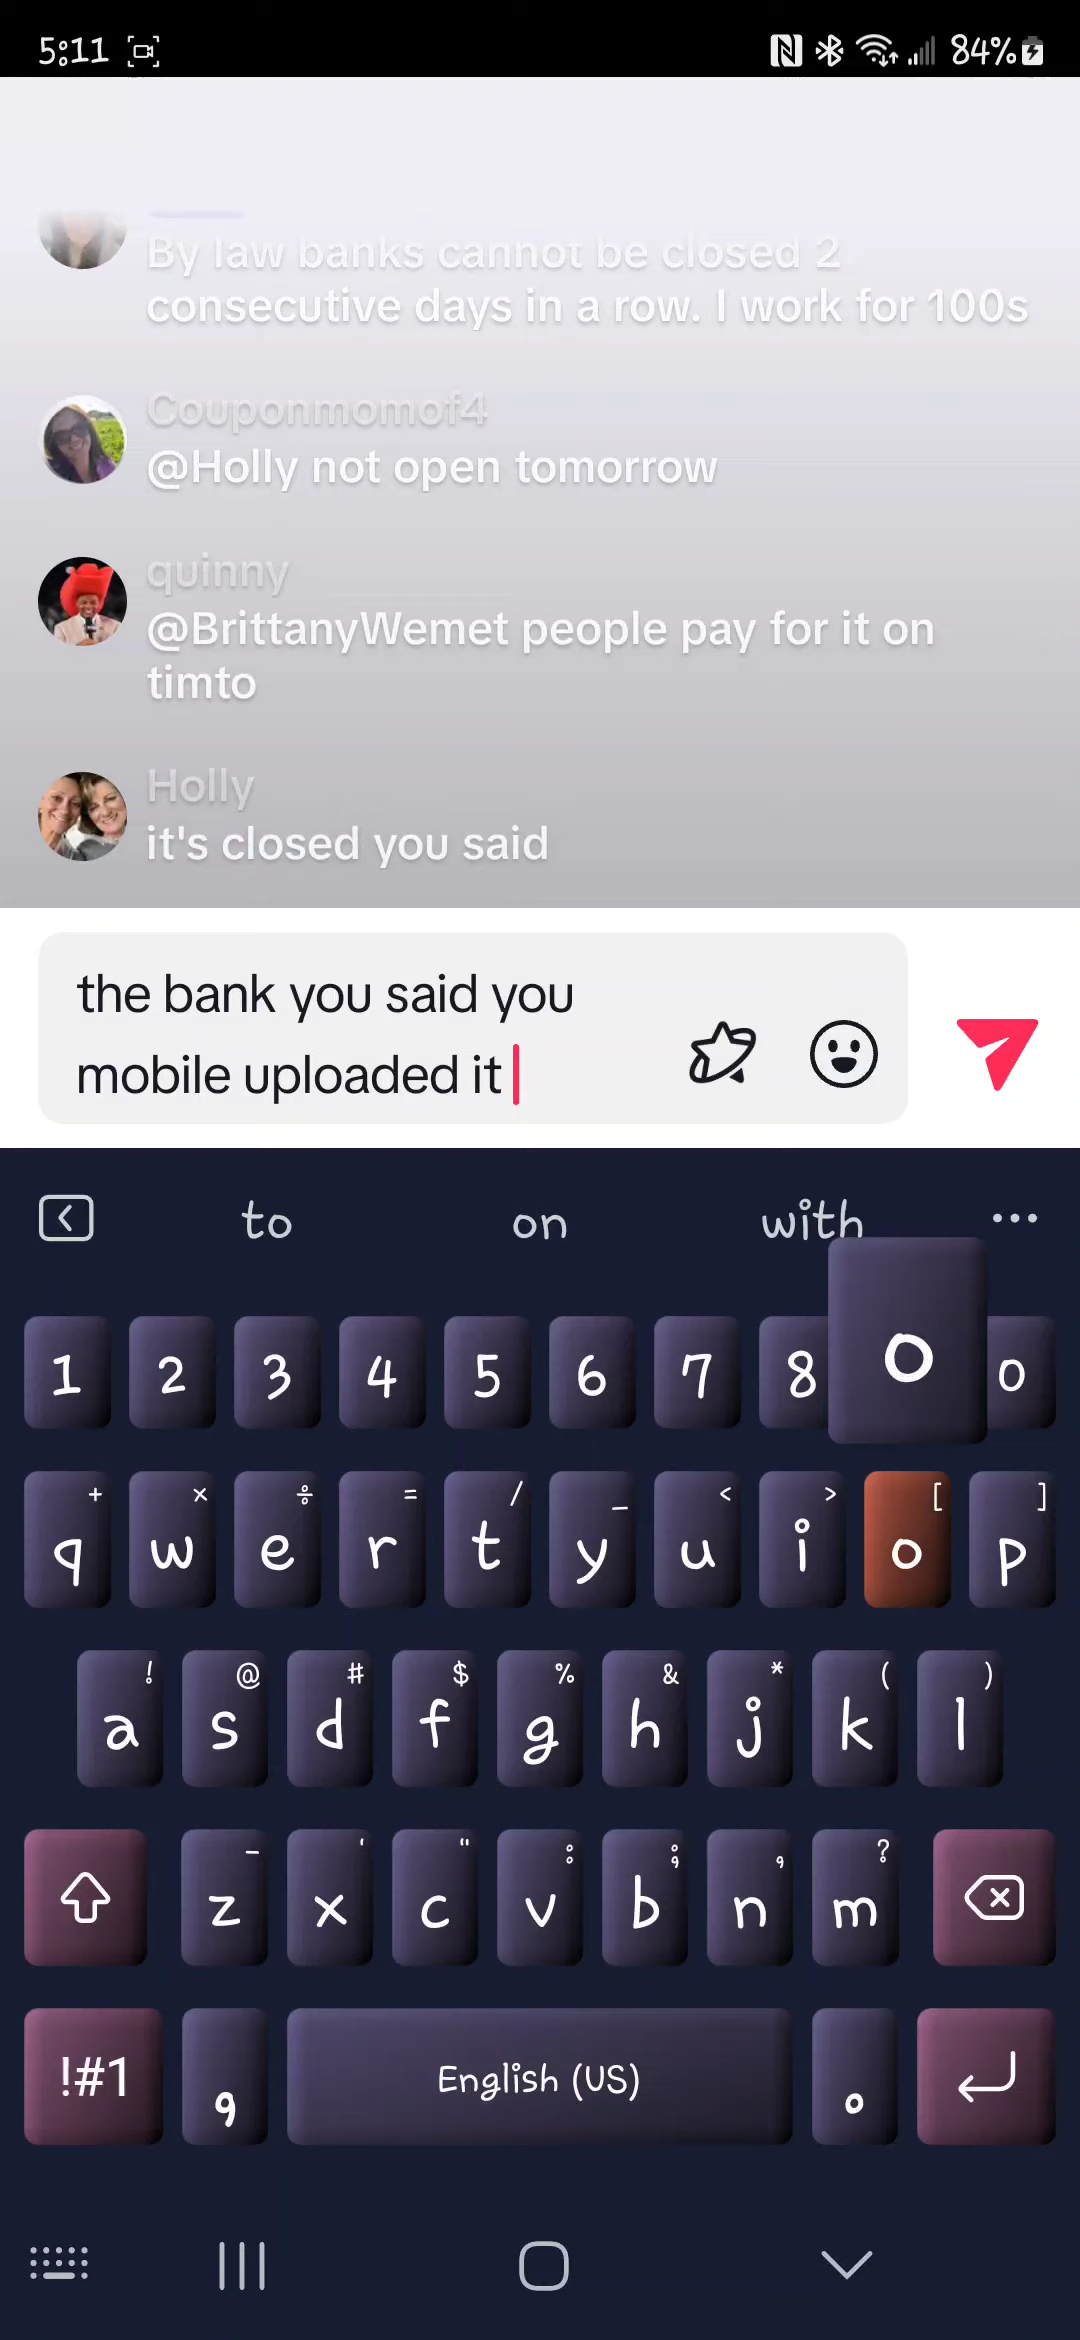 5:11
84%
By law banks cannot be closed 2
consecutive days in a row. I work for 100s
Couponmomof4
@Holly not open tomorrow
quinny
@BrittanyWemet people pay for it on
timto
Holly
it's closed you said
the bank you said you
mobile uploaded it
to on with
1 2 3 4 5 6 7 8 o 0
+ × ÷ = / _ < > [ ]
q w e r t y u i o p
! @ # $ % & * ( )
a s d f g h j k l
- ' " : ; , ?
z x c v b n m
!#1 , English (US) .